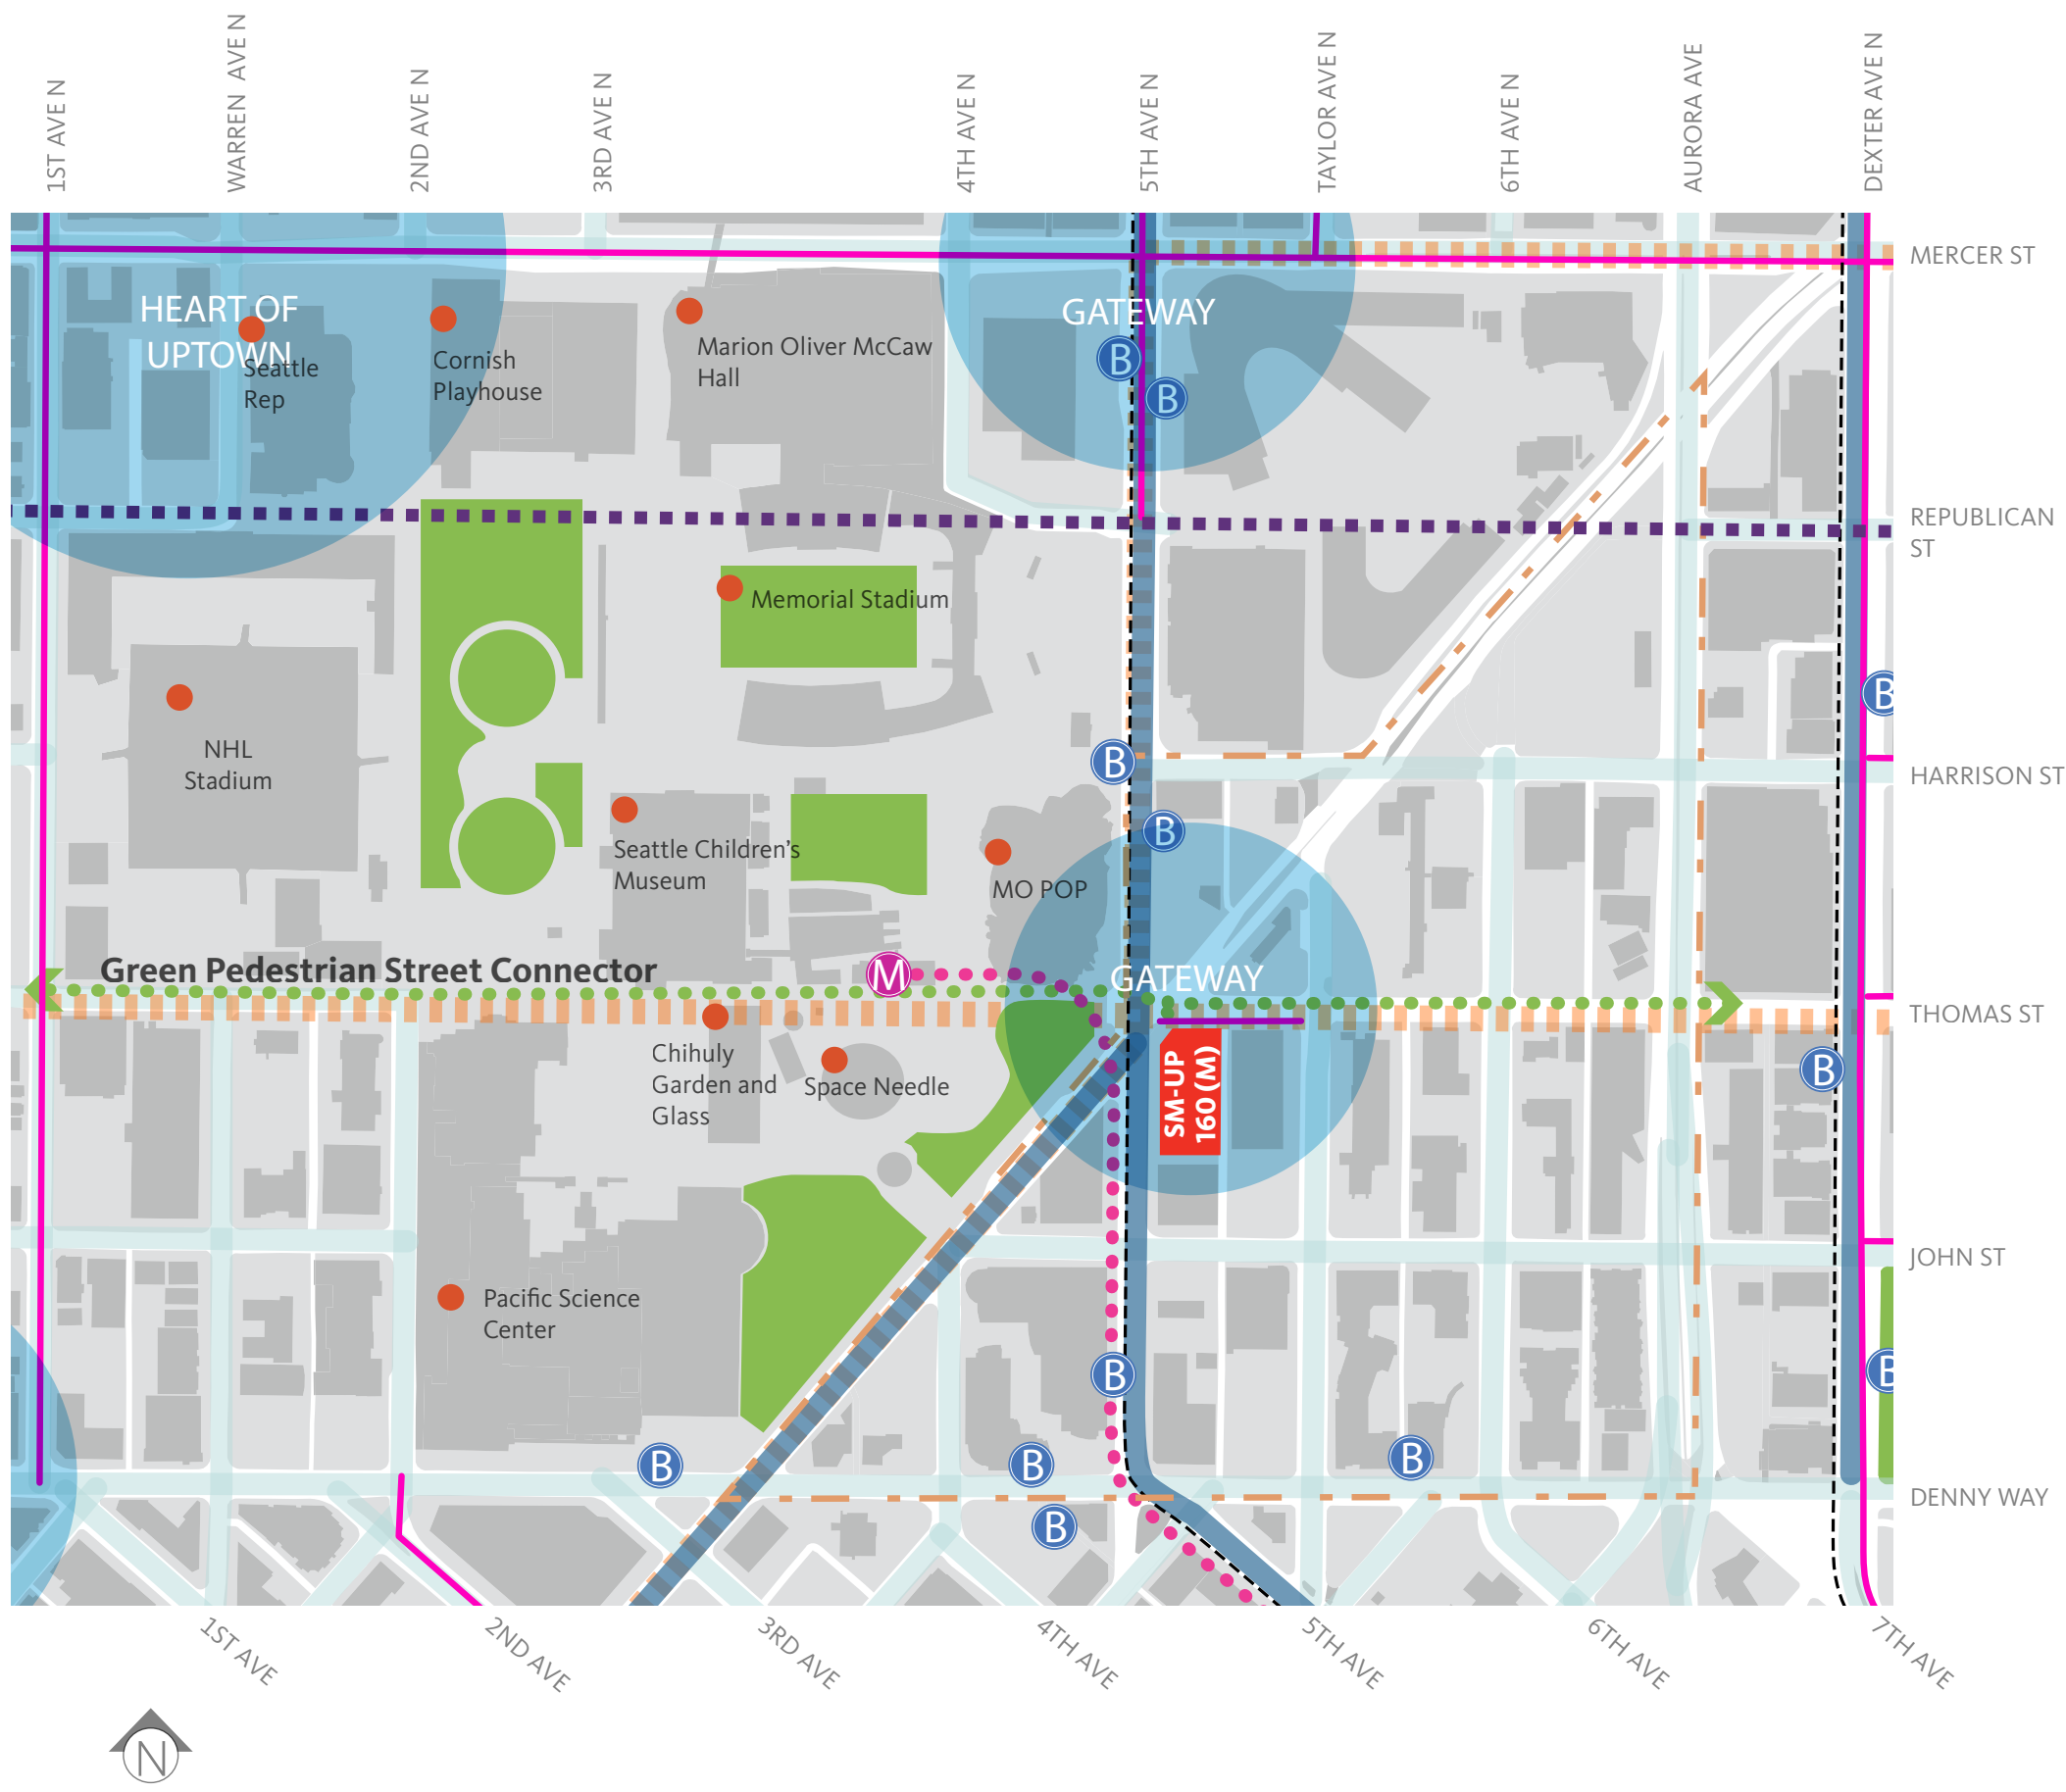 1ST AVE N
WARREN AVE N
2ND AVE N
3RD AVE N
4TH AVE N
5TH AVE N
TAYLOR AVE N
6TH AVE N
AURORA AVE
DEXTER AVE N
MERCER ST
HEART OF
UPTOWN
Seattle
Rep
Cornish
Playhouse
Marion Oliver McCaw
Hall
GATEWAY
B
B
REPUBLICAN
ST
Memorial Stadium
NHL
Stadium
B
B
HARRISON ST
B
Seattle Children's
Museum
MO POP
Green Pedestrian Street Connector
M
GATEWAY
THOMAS ST
Chihuly
Garden and
Glass
Space Needle
SM-UP
160 (M)
B
JOHN ST
Pacific Science
Center
B
B
B
B
B
B
DENNY WAY
1ST AVE
2ND AVE
3RD AVE
4TH AVE
5TH AVE
6TH AVE
7TH AVE
N